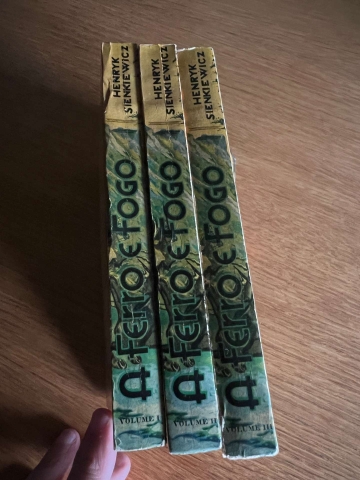 HENRYK
SIENKIEWICZ
A FERRO E FOGO
VOLUME I
HENRYK
SIENKIEWICZ
A FERRO E FOGO
VOLUME II
HENRYK
SIENKIEWICZ
A FERRO E FOGO
VOLUME III